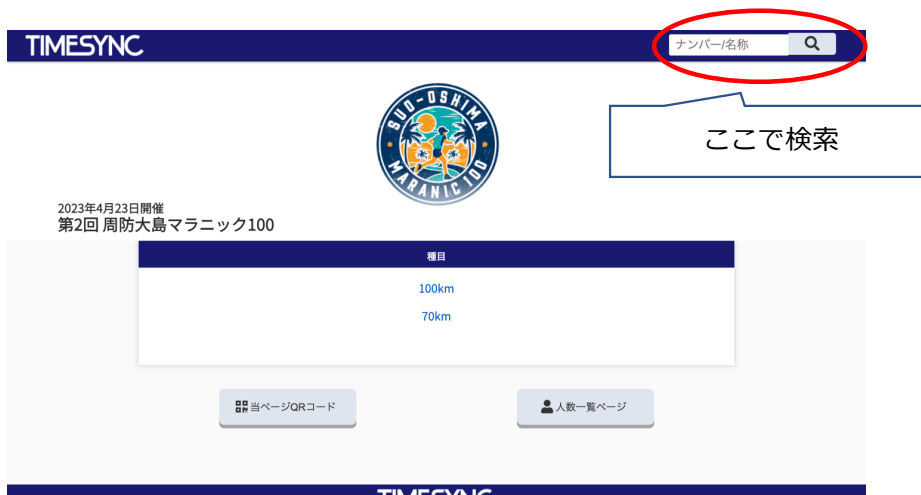 TIMESYNC
ナンバー/名称
ここで検索
SUO-OSHIMA
MARANIC 100
2023年4月23日開催
第2回 周防大島マラニック100
種目
100km
70km
当ページQRコード
人数一覧ページ
TIMESYNC